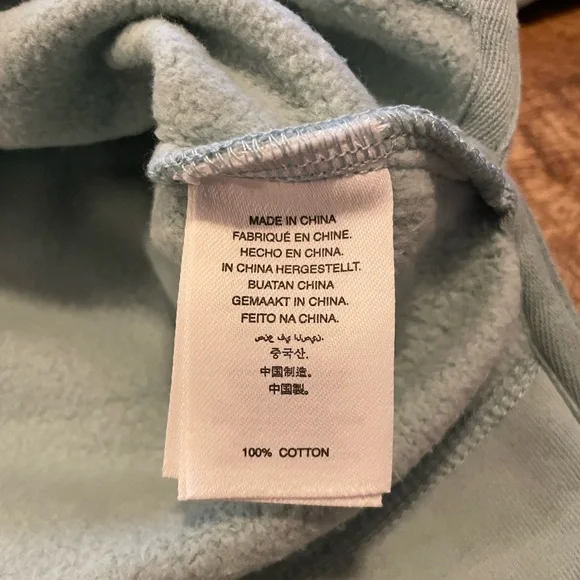 MADE IN CHINA
FABRIQUÉ EN CHINE.
HECHO EN CHINA.
IN CHINA HERGESTELLT.
BUATAN CHINA
GEMAAKT IN CHINA.
FEITO NA CHINA.
중국산.
中国制造。
中国製。
100% COTTON